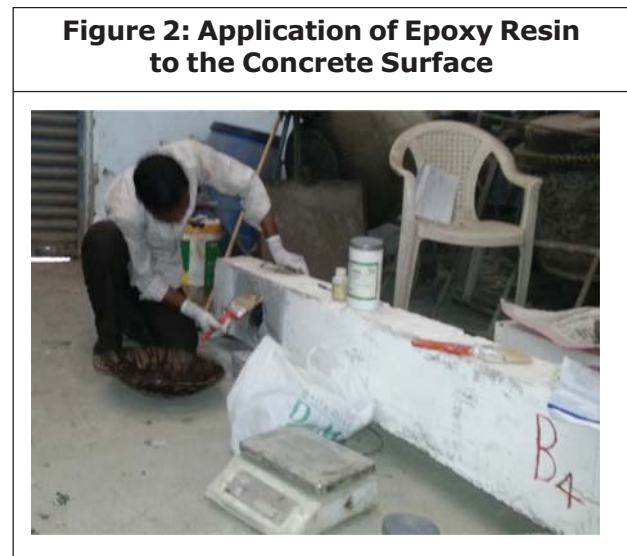 Figure 2: Application of Epoxy Resin
to the Concrete Surface
B4